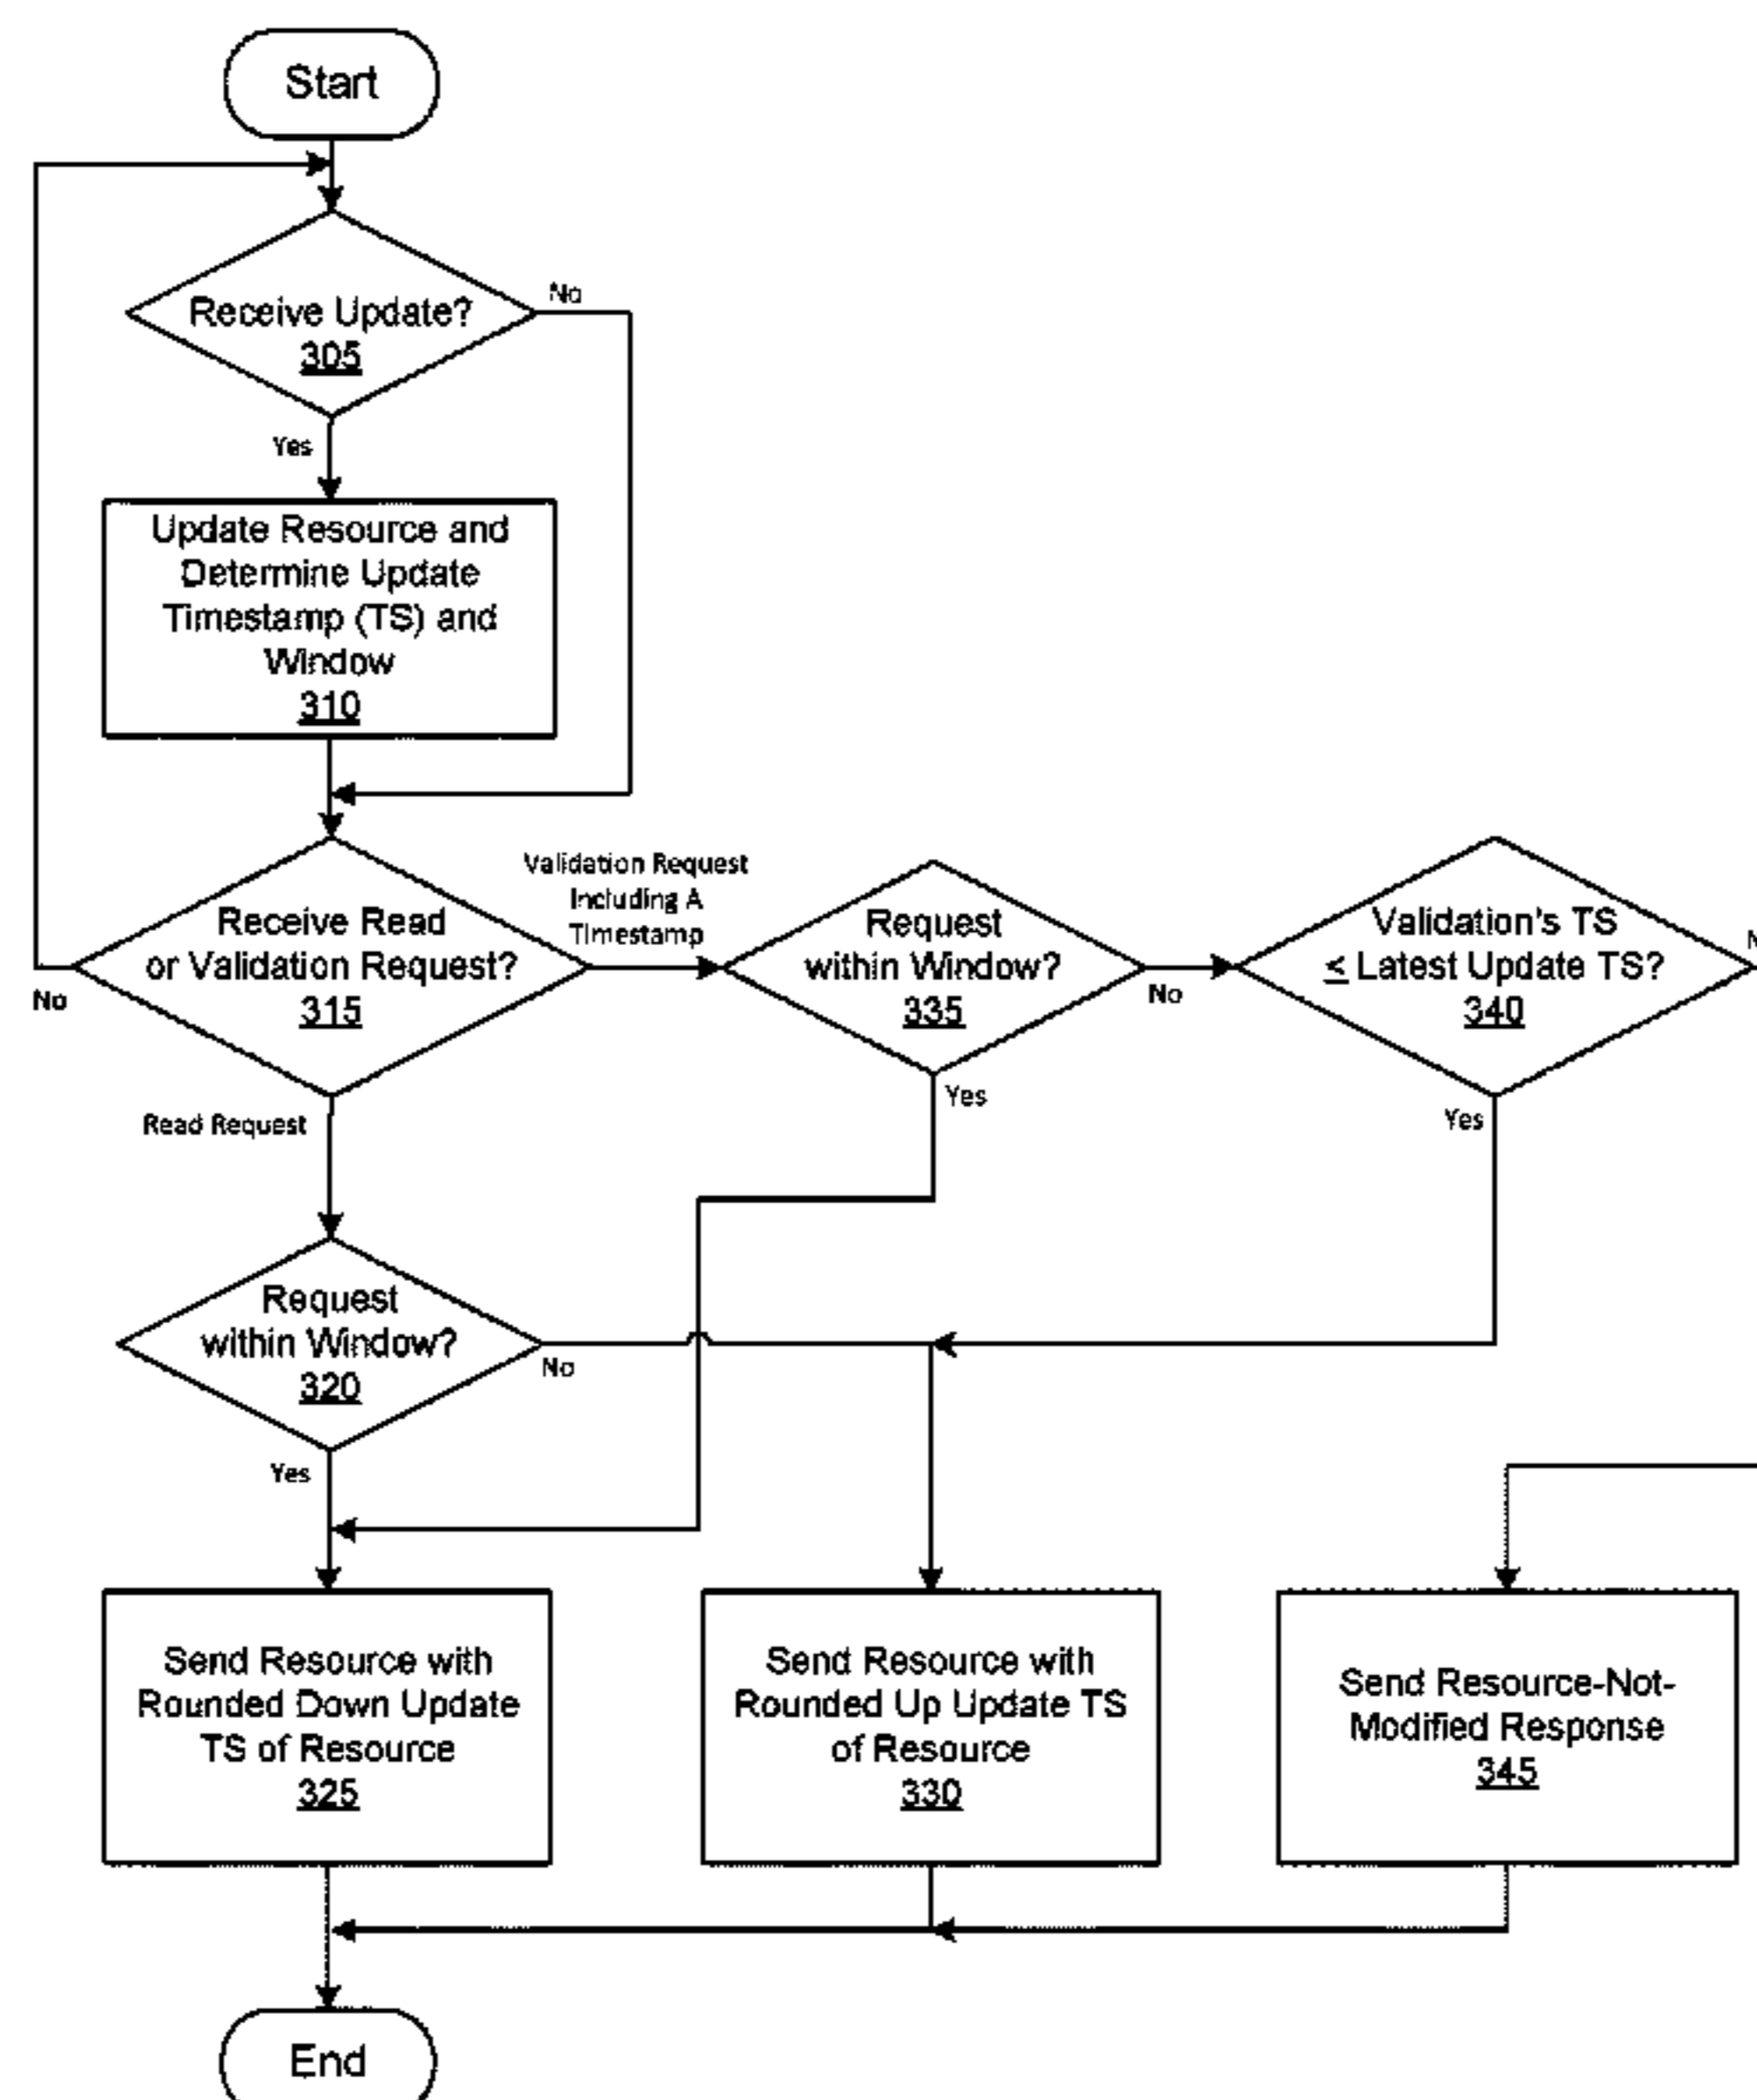 Start
Receive Update?
305
No
Yes
Update Resource and
Determine Update
Timestamp (TS) and
Window
310
Receive Read
or Validation Request?
315
No
Validation Request
Including A
Timestamp
Request
within Window?
335
No
Yes
Validation's TS
≤ Latest Update TS?
340
Yes
Read Request
Request
within Window?
320
No
Yes
Send Resource with
Rounded Down Update
TS of Resource
325
Send Resource with
Rounded Up Update TS
of Resource
330
Send Resource-Not-
Modified Response
345
End